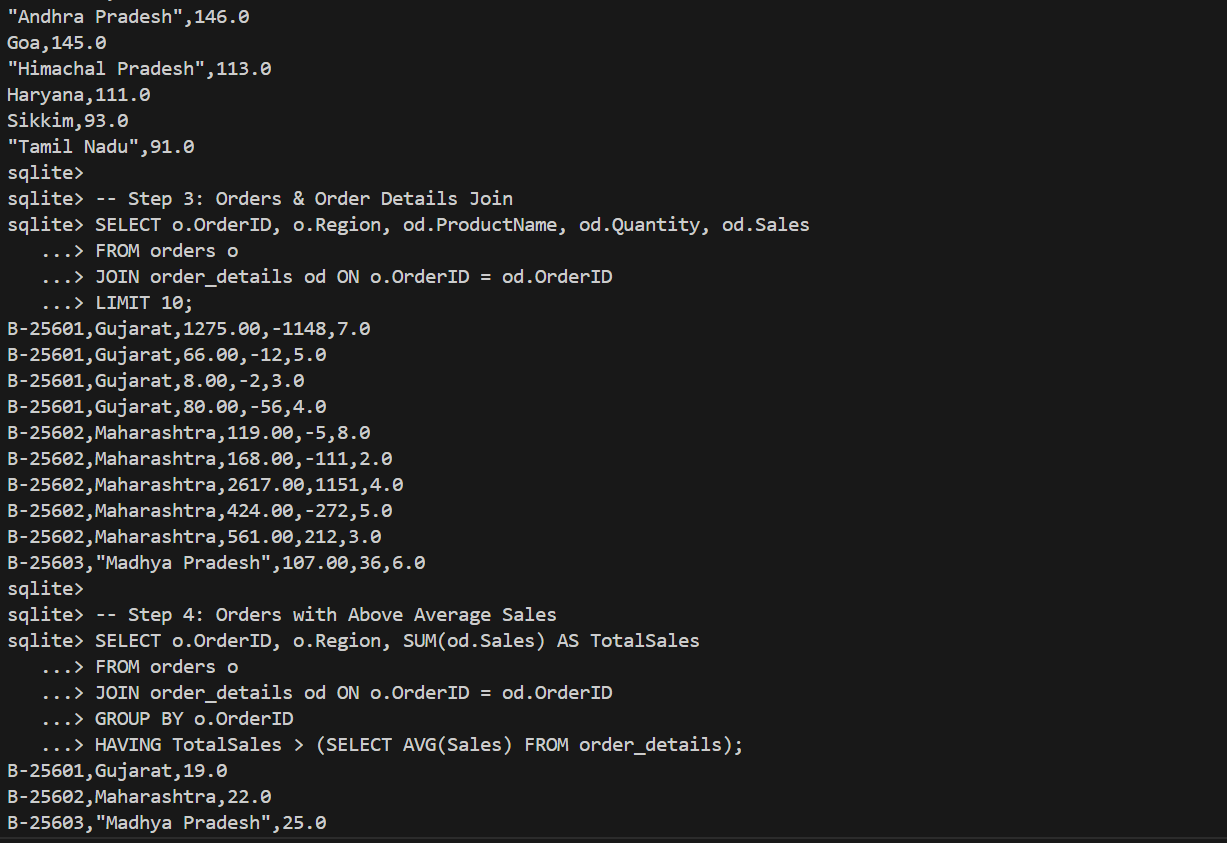 "Andhra Pradesh",146.0
Goa,145.0
"Himachal Pradesh",113.0
Haryana,111.0
Sikkim,93.0
"Tamil Nadu",91.0
sqlite>
sqlite> -- Step 3: Orders & Order Details Join
sqlite> SELECT o.OrderID, o.Region, od.ProductName, od.Quantity, od.Sales
   ...> FROM orders o
   ...> JOIN order_details od ON o.OrderID = od.OrderID
   ...> LIMIT 10;
B-25601,Gujarat,1275.00,-1148,7.0
B-25601,Gujarat,66.00,-12,5.0
B-25601,Gujarat,8.00,-2,3.0
B-25601,Gujarat,80.00,-56,4.0
B-25602,Maharashtra,119.00,-5,8.0
B-25602,Maharashtra,168.00,-111,2.0
B-25602,Maharashtra,2617.00,1151,4.0
B-25602,Maharashtra,424.00,-272,5.0
B-25602,Maharashtra,561.00,212,3.0
B-25603,"Madhya Pradesh",107.00,36,6.0
sqlite>
sqlite> -- Step 4: Orders with Above Average Sales
sqlite> SELECT o.OrderID, o.Region, SUM(od.Sales) AS TotalSales
   ...> FROM orders o
   ...> JOIN order_details od ON o.OrderID = od.OrderID
   ...> GROUP BY o.OrderID
   ...> HAVING TotalSales > (SELECT AVG(Sales) FROM order_details);
B-25601,Gujarat,19.0
B-25602,Maharashtra,22.0
B-25603,"Madhya Pradesh",25.0